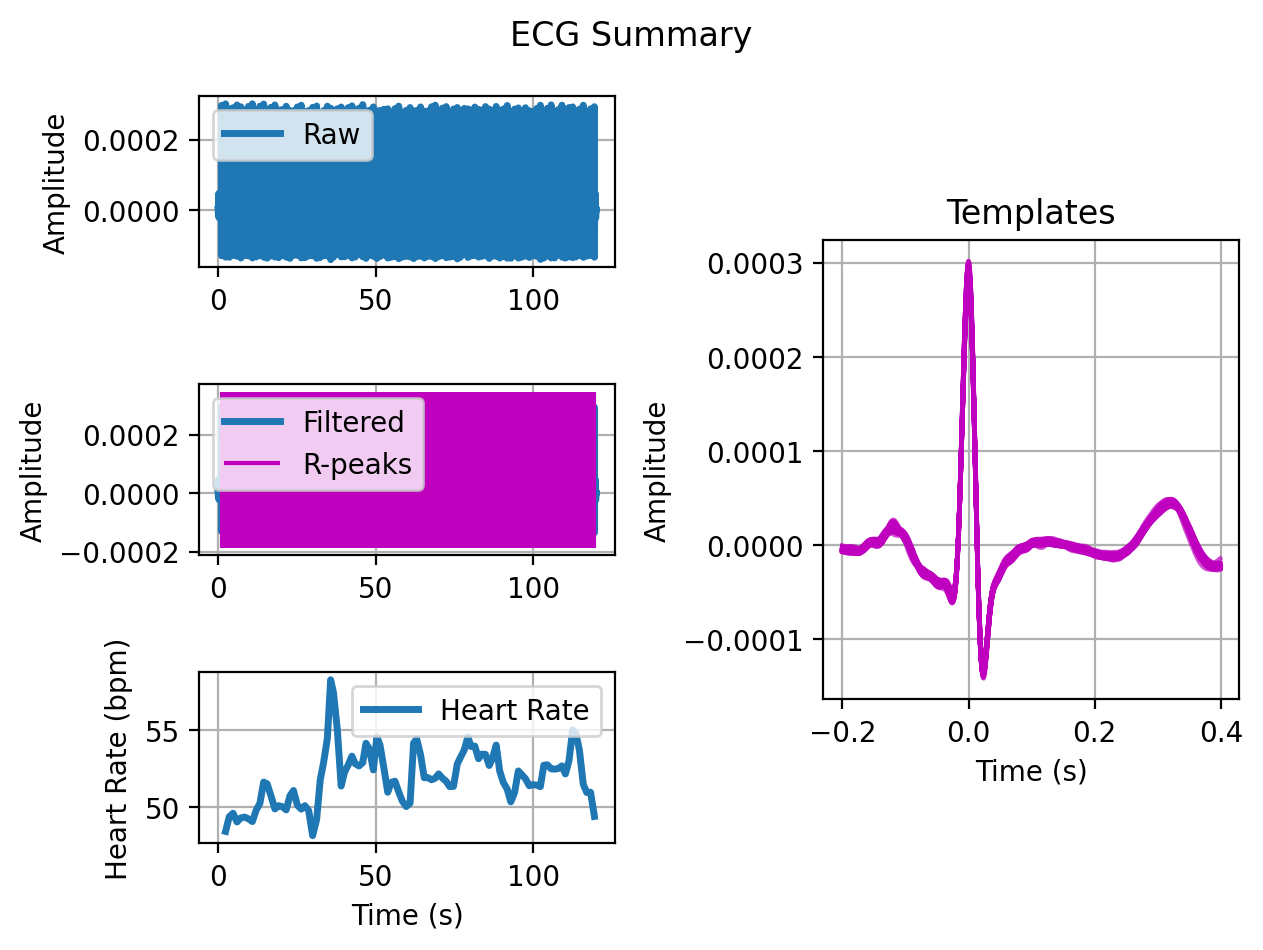 ECG Summary
Amplitude
0.0002
0.0000
Raw
0 50 100
Amplitude
0.0002
0.0000
−0.0002
Filtered
R-peaks
0 50 100
Heart Rate (bpm)
55
50
Heart Rate
0 50 100
Time (s)
Templates
Amplitude
0.0003
0.0002
0.0001
0.0000
−0.0001
−0.2 0.0 0.2 0.4
Time (s)